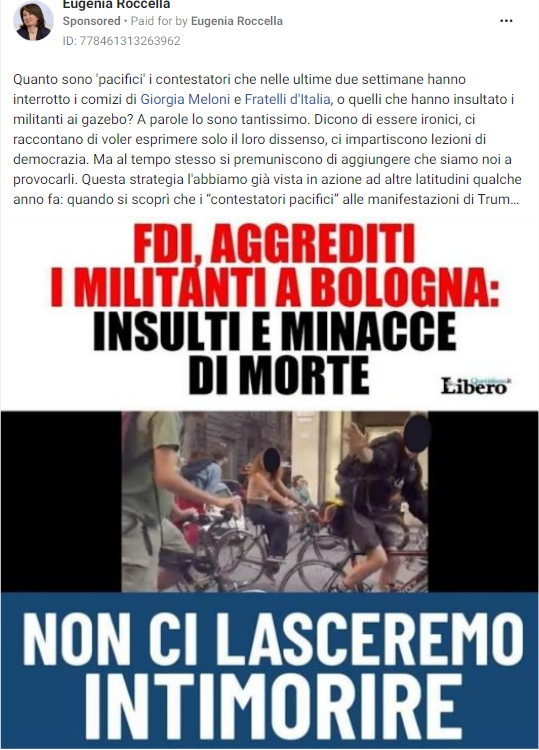 Eugenia Roccella
Sponsored • Paid for by Eugenia Roccella
ID: 778461313263962
Quanto sono 'pacifici' i contestatori che nelle ultime due settimane hanno
interrotto i comizi di Giorgia Meloni e Fratelli d'Italia, o quelli che hanno insultato i
militanti ai gazebo? A parole lo sono tantissimo. Dicono di essere ironici, ci
raccontano di voler esprimere solo il loro dissenso, ci impartiscono lezioni di
democrazia. Ma al tempo stesso si premuniscono di aggiungere che siamo noi a
provocarli. Questa strategia l'abbiamo già vista in azione ad altre latitudini qualche
anno fa: quando si scoprì che i “contestatori pacifici” alle manifestazioni di Trum...
FDI, AGGREDITI
I MILITANTI A BOLOGNA:
INSULTI E MINACCE
DI MORTE
Libero
Quotidiano.it
NON CI LASCEREMO
INTIMORIRE